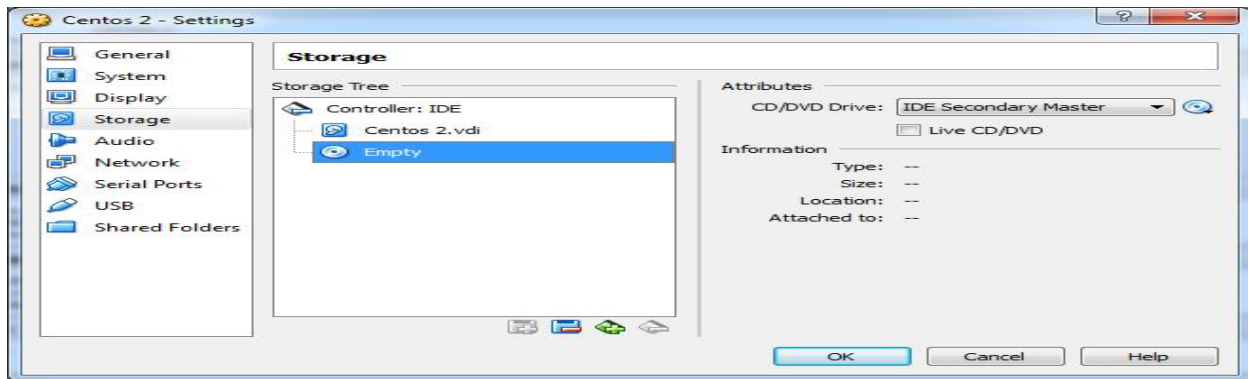 Centos 2 - Settings
General
System
Display
Storage
Audio
Network
Serial Ports
USB
Shared Folders
Storage
Storage Tree
Controller: IDE
Centos 2.vdi
Empty
Attributes
CD/DVD Drive: IDE Secondary Master
Live CD/DVD
Information
Type: --
Size: --
Location: --
Attached to: --
OK Cancel Help